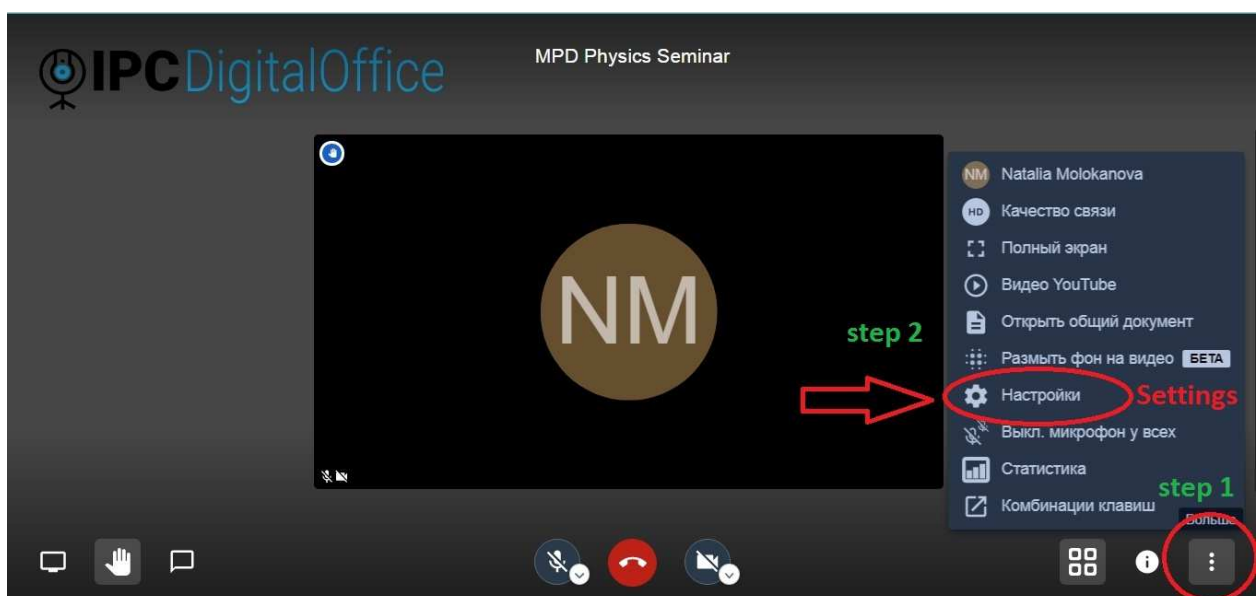 IPCDigitalOffice
MPD Physics Seminar
NM
NM Natalia Molokanova
HD Качество связи
Полный экран
Видео YouTube
Открыть общий документ
step 2
Размыть фон на видео БЕТА
Настройки Settings
Выкл. микрофон у всех
Статистика
step 1
Комбинации клавиш
Больше